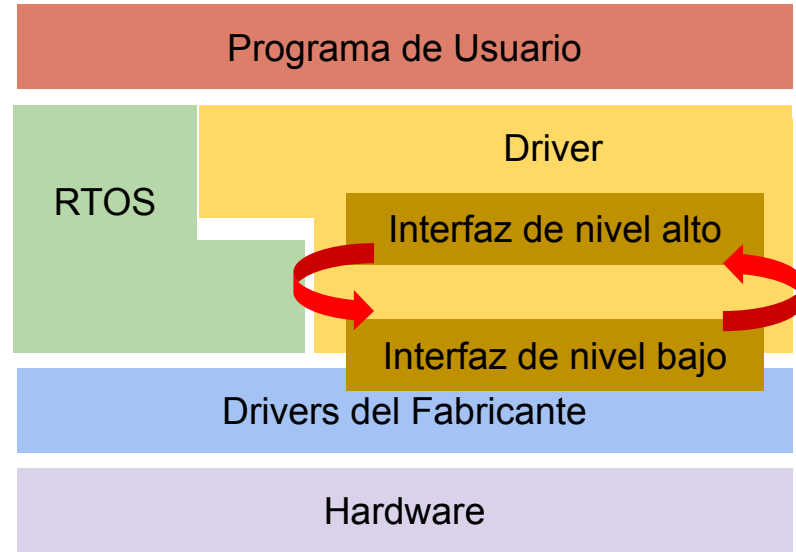 Programa de Usuario
Driver
RTOS
Interfaz de nivel alto
Interfaz de nivel bajo
Drivers del Fabricante
Hardware